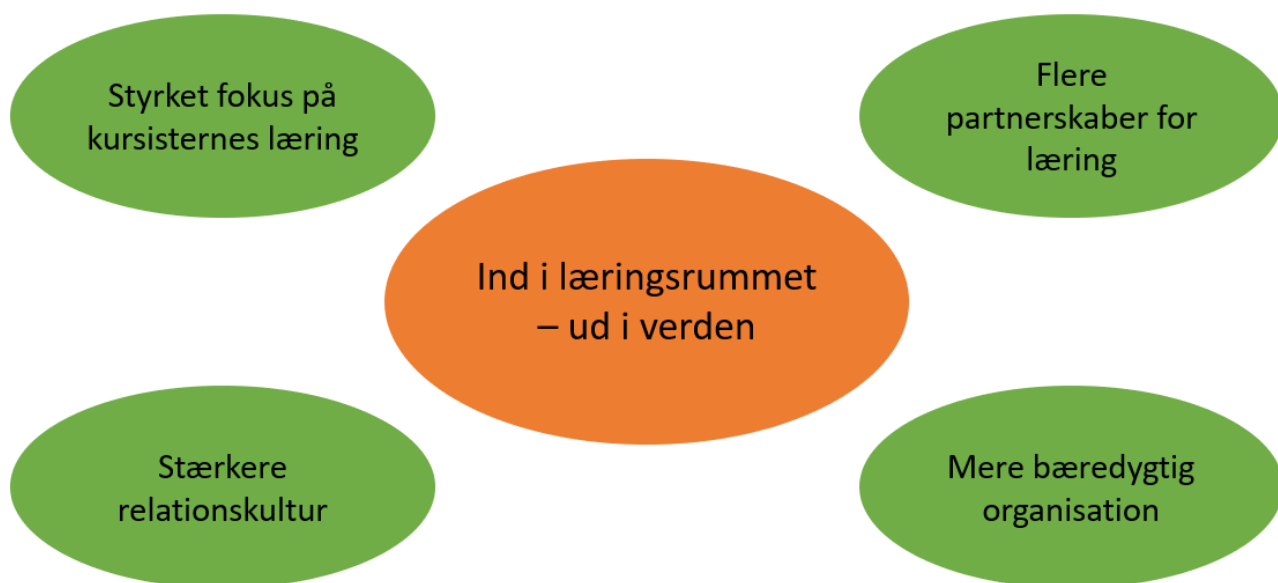 Styrket fokus på
kursisternes læring
Flere
partnerskaber for
læring
Ind i læringsrummet
– ud i verden
Stærkere
relationskultur
Mere bæredygtig
organisation